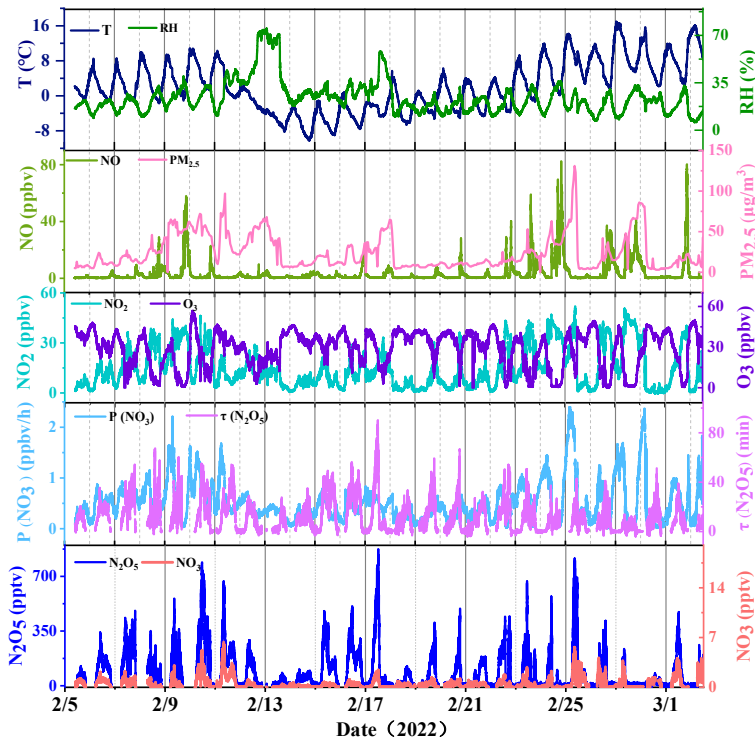 T (℃)
16
8
0
-8
T
RH
70
35
0
RH (%)
NO (ppbv)
80
40
0
NO
PM2.5
150
100
50
0
PM2.5 (μg/m³)
NO2 (ppbv)
60
30
0
NO2
O3
60
30
0
O3 (ppbv)
P (NO3) (ppbv/h)
2
1
0
P (NO3)
τ (N2O5)
80
40
0
τ (N2O5) (min)
N2O5 (pptv)
700
350
0
N2O5
NO3
14
7
0
NO3 (pptv)
2/5
2/9
2/13
2/17
2/21
2/25
3/1
Date（2022）